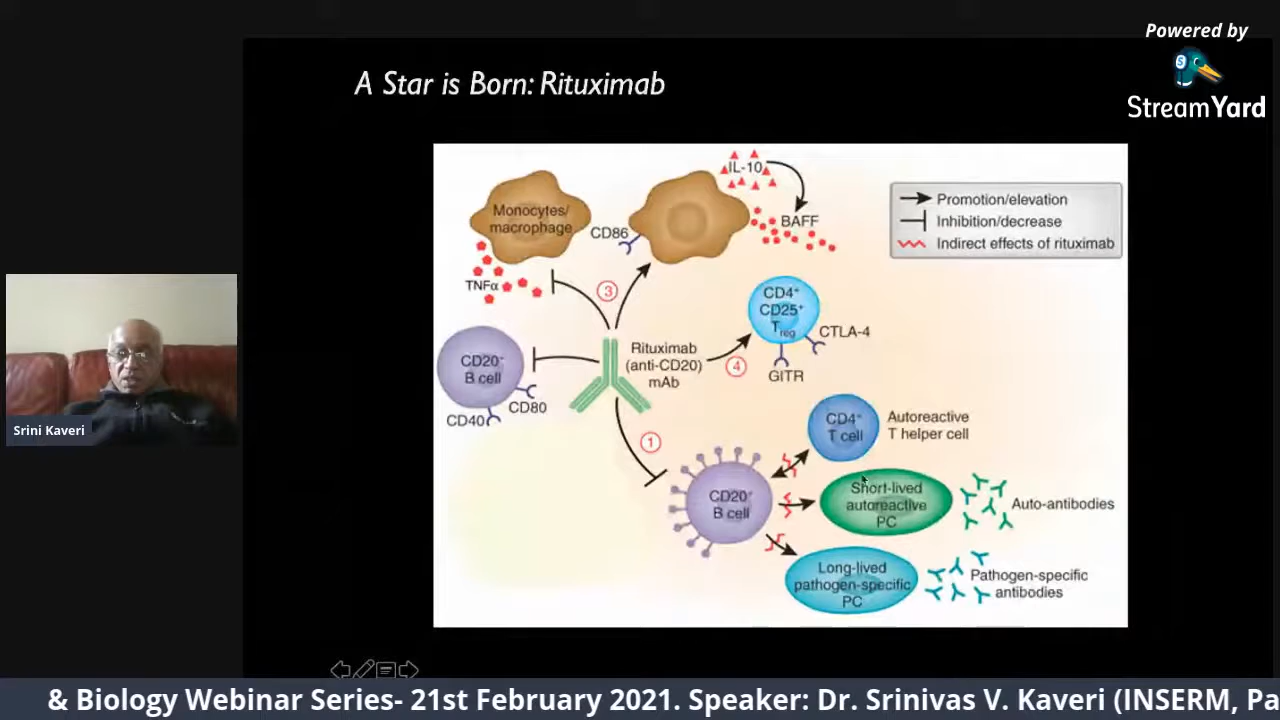 Powered by
StreamYard
A Star is Born: Rituximab
IL-10
Monocytes/
macrophage
CD86
BAFF
Promotion/elevation
Inhibition/decrease
Indirect effects of rituximab
TNFα
3
CD4+
CD25+
Treg
CTLA-4
GITR
CD20-
B cell
CD80
CD40
Rituximab
(anti-CD20)
mAb
4
1
CD4+
T cell
Autoreactive
T helper cell
CD20+
B cell
Short-lived
autoreactive
PC
Auto-antibodies
Long-lived
pathogen-specific
PC
Pathogen-specific
antibodies
Srini Kaveri
& Biology Webinar Series- 21st February 2021. Speaker: Dr. Srinivas V. Kaveri (INSERM, Pa